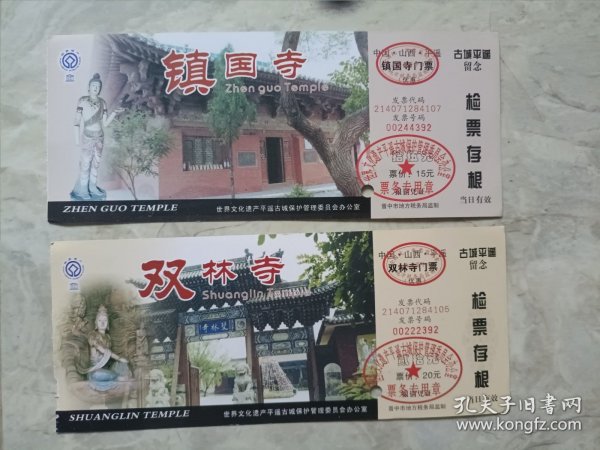 镇国寺
Zhen guo Temple
ZHEN GUO TEMPLE
世界文化遗产平遥古城保护管理委员会办公室
中国·山西·平遥
镇国寺门票
发票代码
214071284107
发票号码
00244392
票价：15元
票务专用章
晋中市地方税务局监制
古城平遥
留念
检票存根
当日有效
双林寺
Shuanglin Temple
SHUANGLIN TEMPLE
世界文化遗产平遥古城保护管理委员会办公室
中国·山西·平遥
双林寺门票
发票代码
214071284105
发票号码
00222392
票价：20元
票务专用章
晋中市地方税务局监制
古城平遥
留念
检票存根
当日有效
孔夫子旧书网
www.kongfz.com